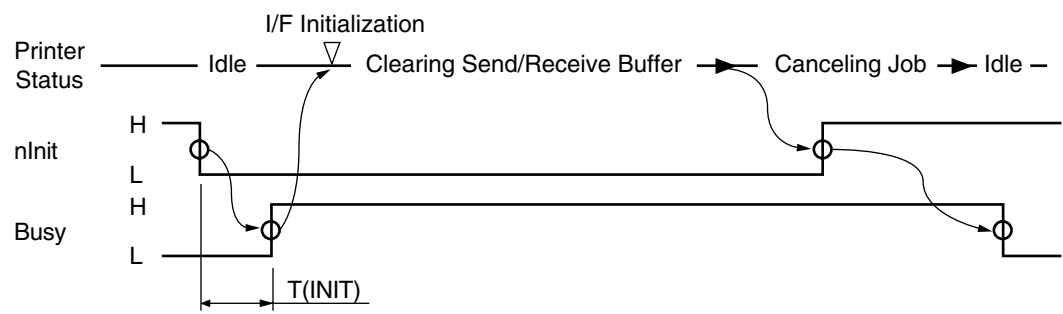 I/F Initialization
Printer Status Idle Clearing Send/Receive Buffer Canceling Job Idle
H
nInit
L
H
Busy
L
T(INIT)